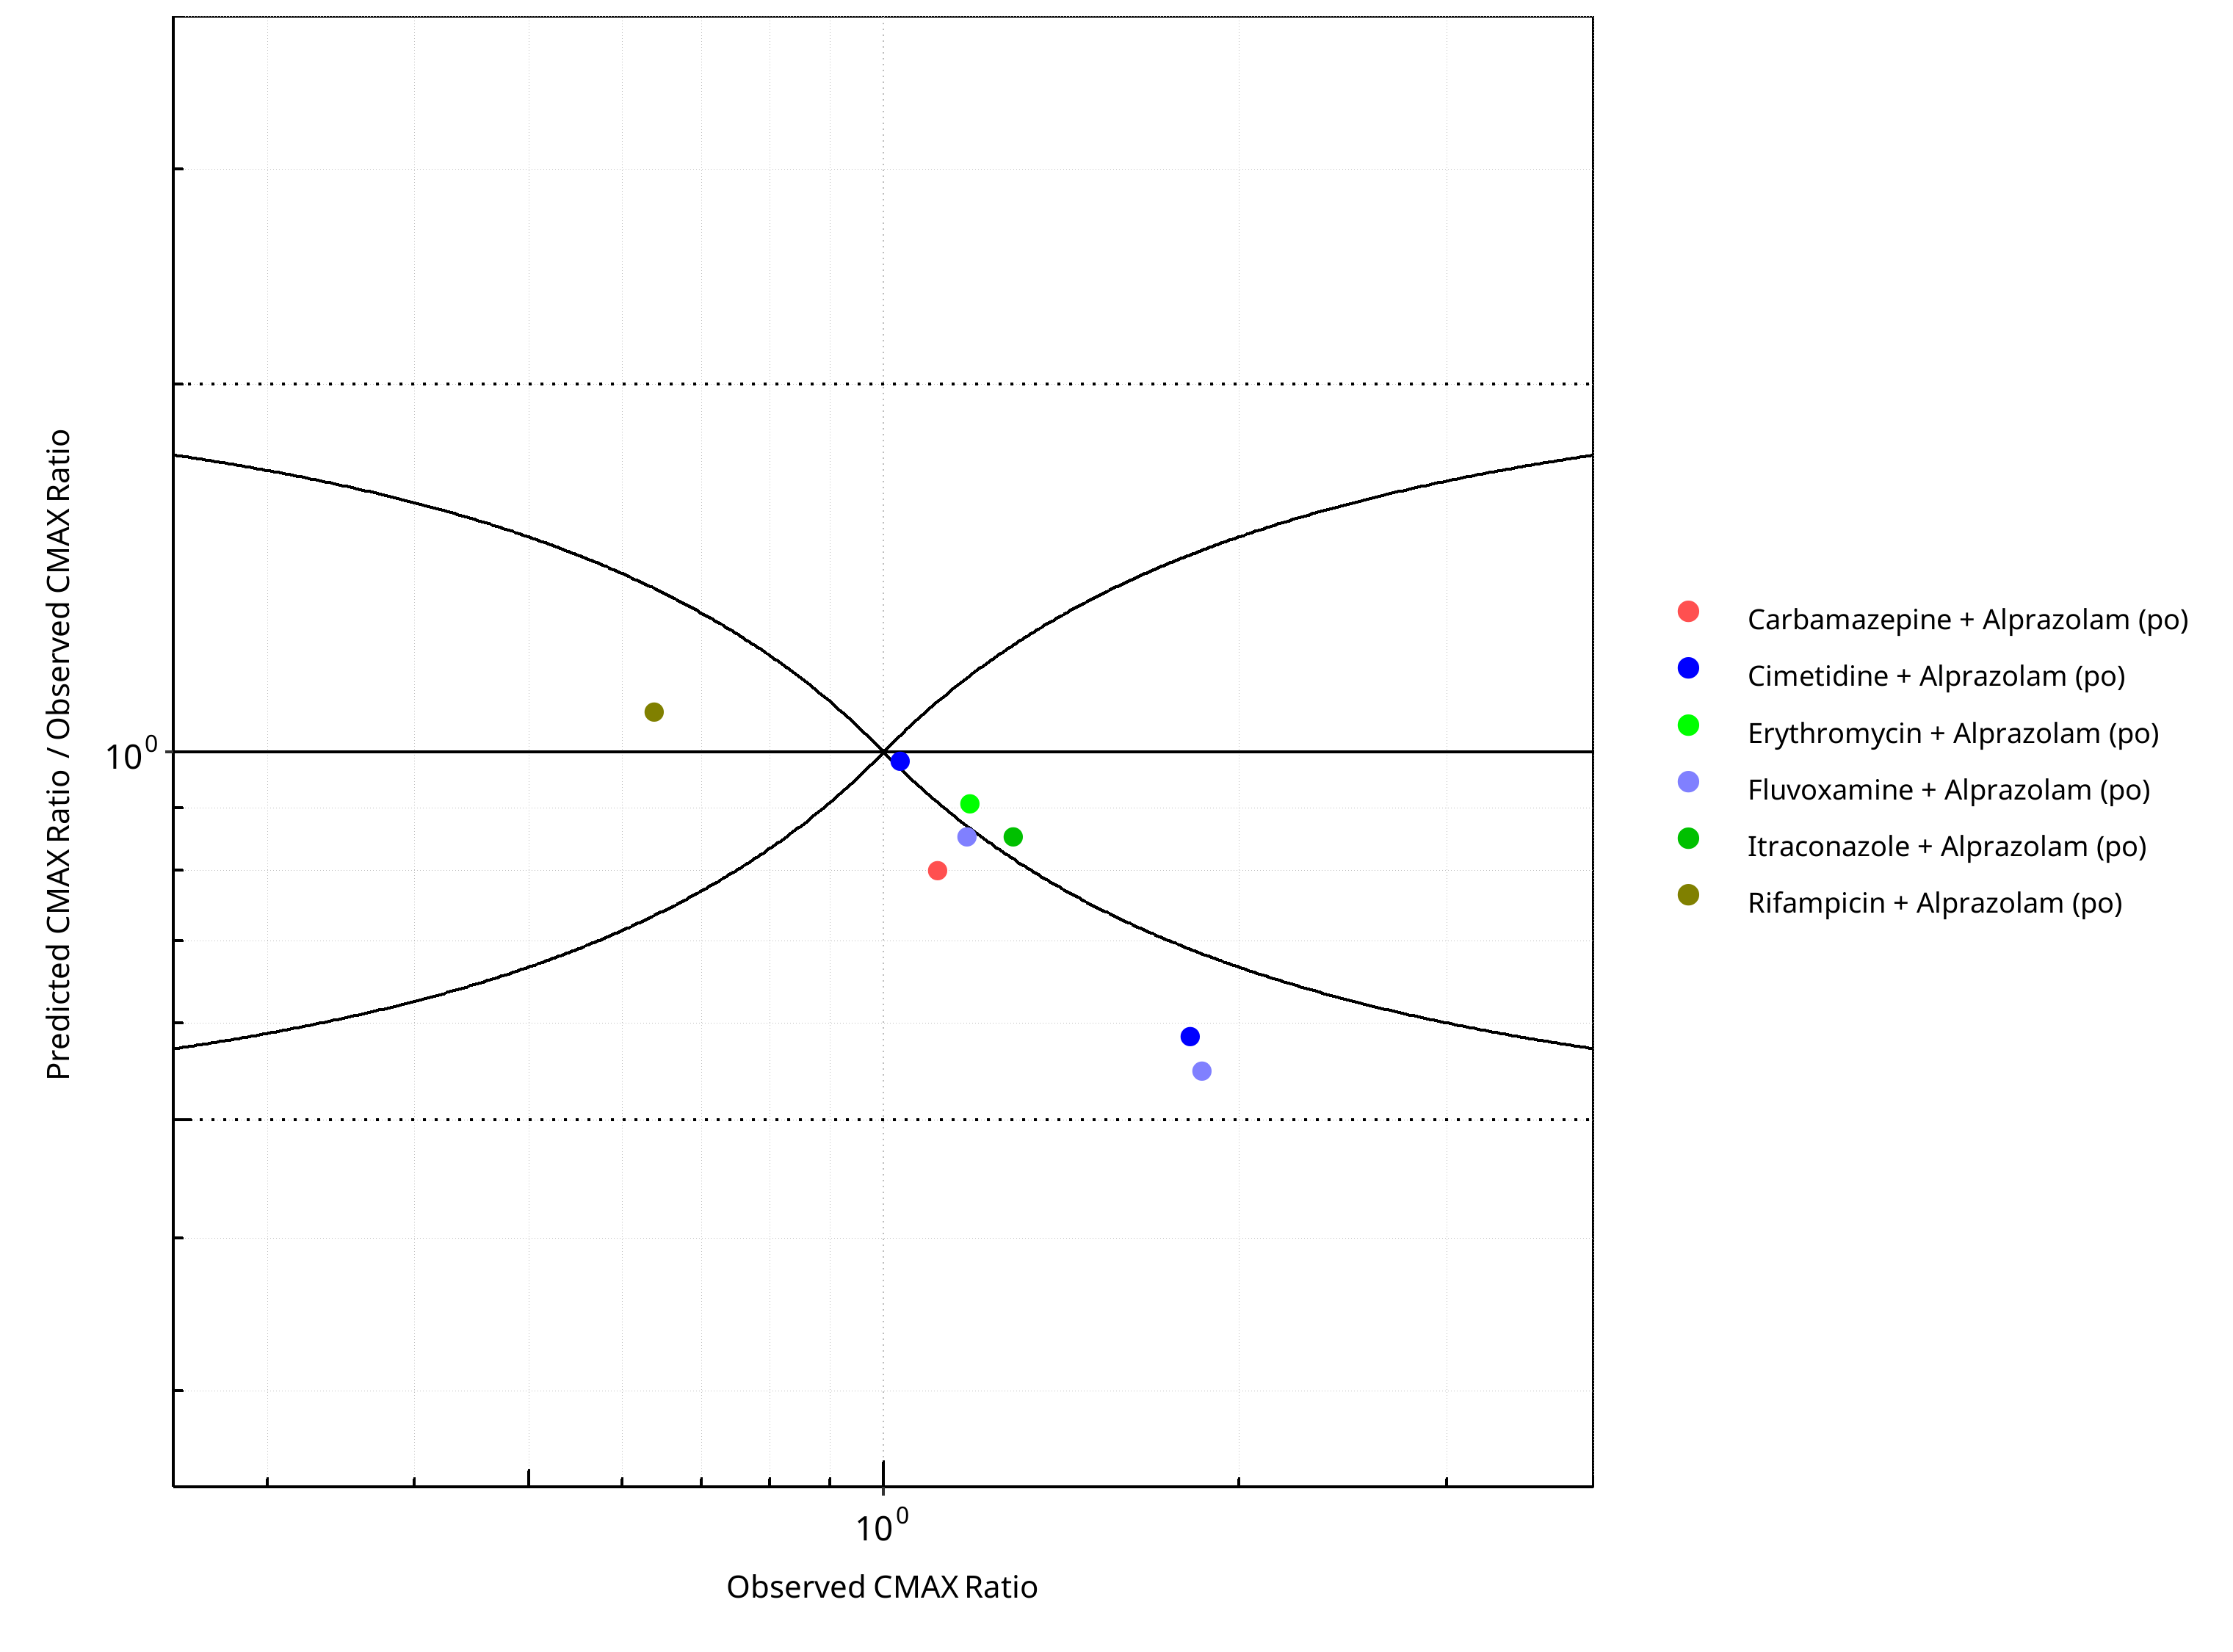 Predicted CMAX Ratio / Observed CMAX Ratio
10^0
10^0
Observed CMAX Ratio
Carbamazepine + Alprazolam (po)
Cimetidine + Alprazolam (po)
Erythromycin + Alprazolam (po)
Fluvoxamine + Alprazolam (po)
Itraconazole + Alprazolam (po)
Rifampicin + Alprazolam (po)